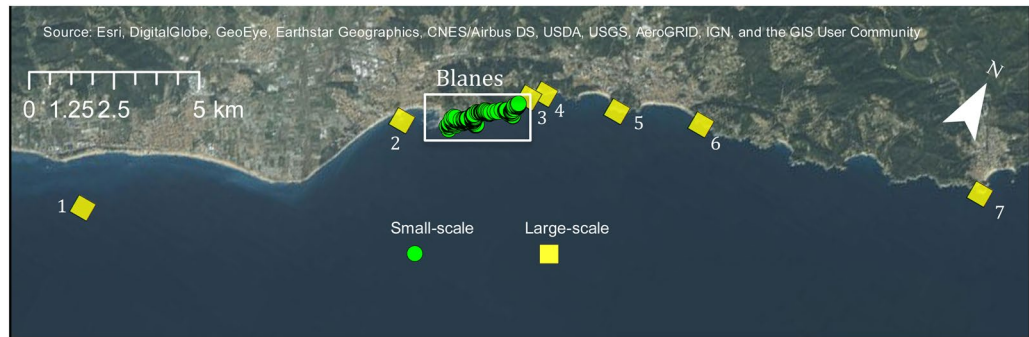 Source: Esri, DigitalGlobe, GeoEye, Earthstar Geographics, CNES/Airbus DS, USDA, USGS, AeroGRID, IGN, and the GIS User Community
N
Blanes
0 1.25 2.5 5 km
3 4
2
5
6
1
7
Small-scale Large-scale